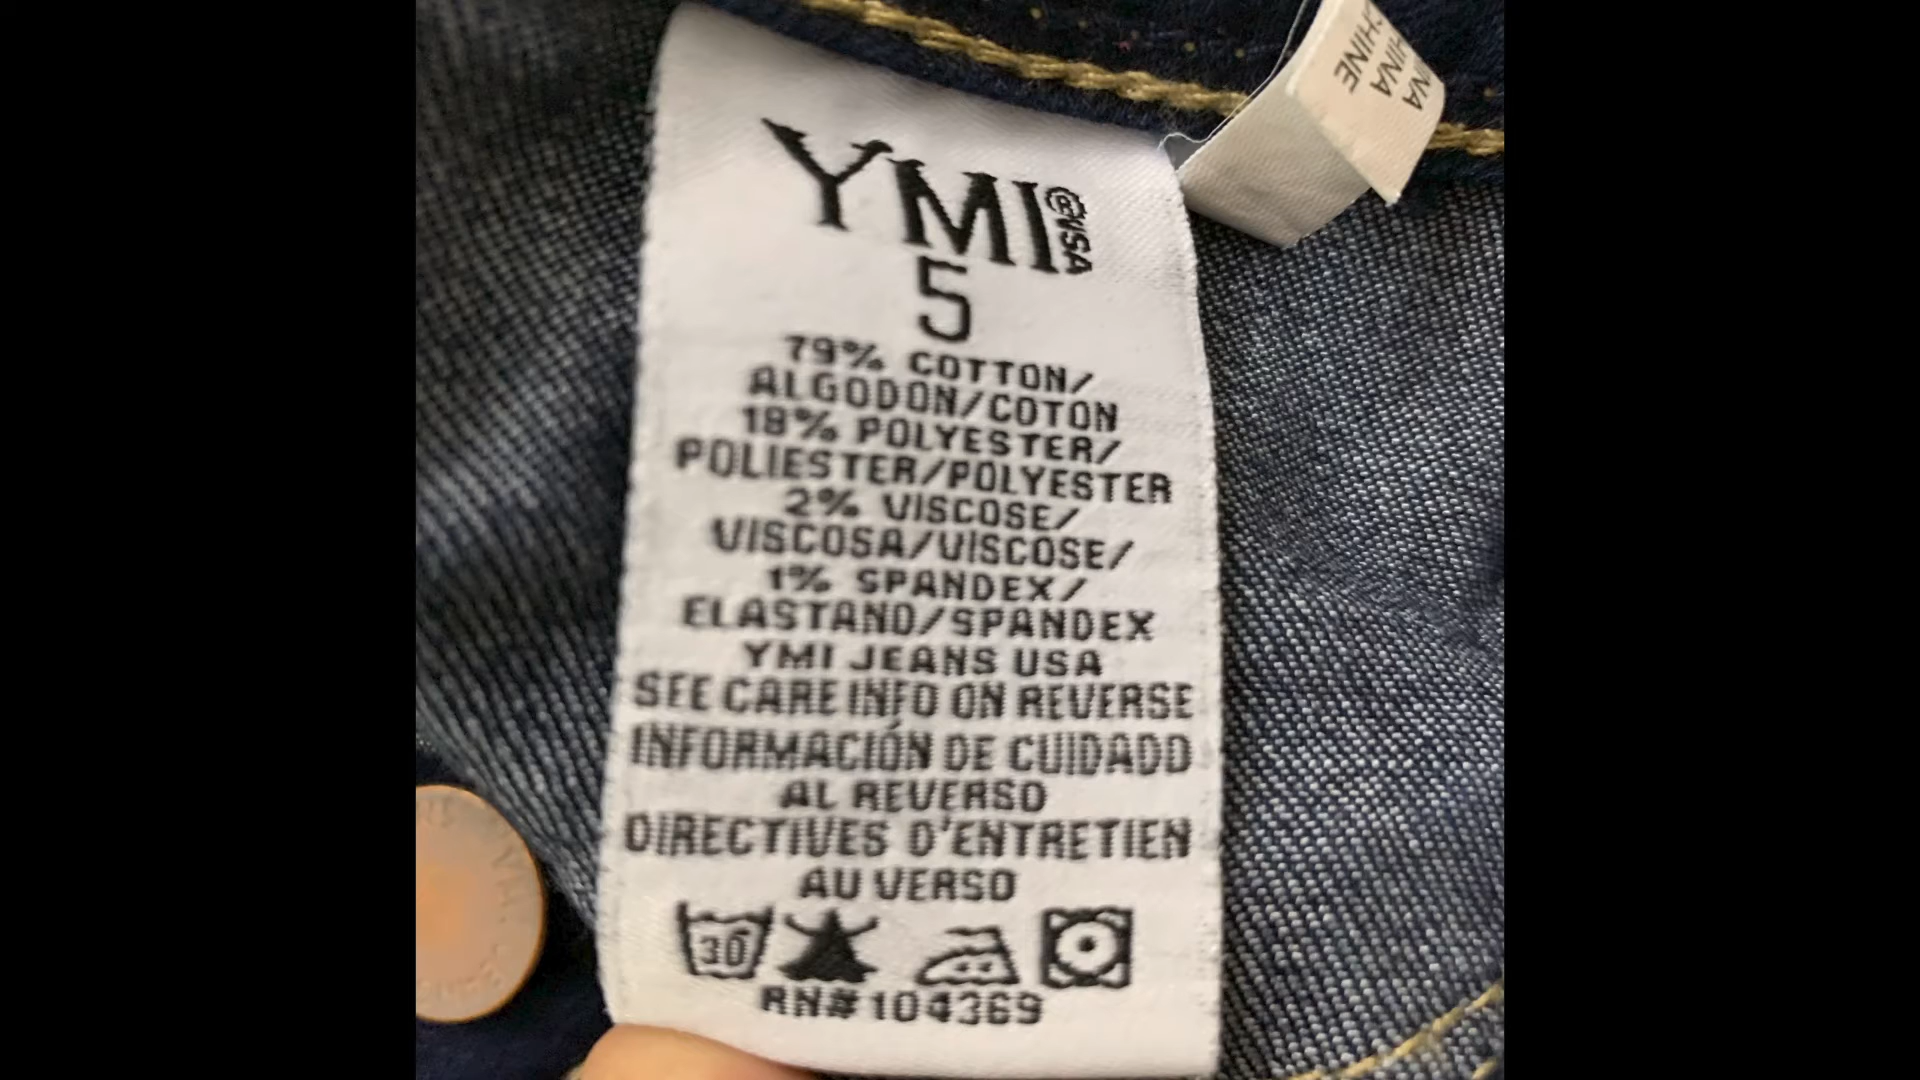 YMI®USA
5
79% COTTON/
ALGODON/COTON
18% POLYESTER/
POLIESTER/POLYESTER
2% VISCOSE/
VISCOSA/VISCOSE/
1% SPANDEX/
ELASTAND/SPANDEX
YMI JEANS USA
SEE CARE INFO ON REVERSE
INFORMACIÓN DE CUIDADO
AL REVERSO
DIRECTIVES D'ENTRETIEN
AU VERSO
30
RN#104369
CHINE